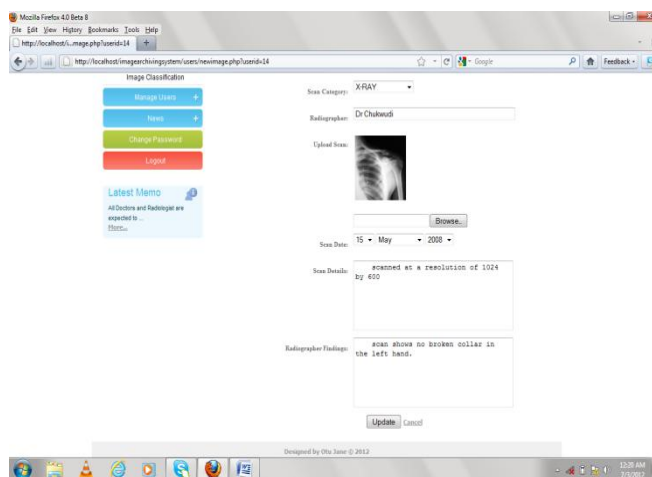 Mozilla Firefox 4.0 Beta 8
File Edit View History Bookmarks Tools Help
http://localhost/i...mage.php?userid=14 +
http://localhost/imagearchivingsystem/users/newimage.php?userid=14
Google
Feedback
Image Classification
Manage Users +
News +
Change Password
Logout
Latest Memo
All Doctors and Radiologist are
expected to ...
More...
Scan Category: X-RAY
Radiographer: Dr Chukwudi
Upload Scan:
Browse..
Scan Date: 15 May 2008
Scan Details: scanned at a resolution of 1024
by 600
Radiographer Findings: scan shows no broken collar in
the left hand.
Update Cancel
Designed by Otu Jane © 2012
12:20 AM
7/3/2012